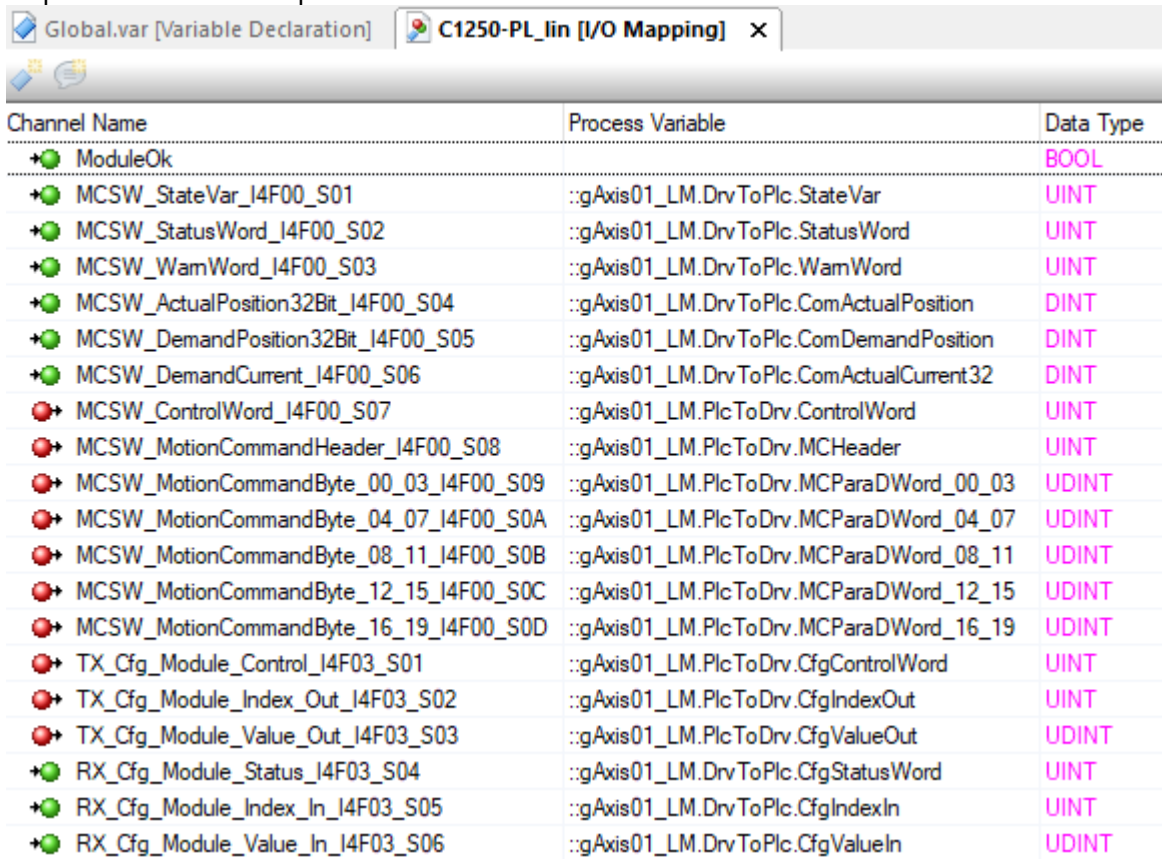 Global.var [Variable Declaration] C1250-PL_lin [I/O Mapping] x
Channel Name Process Variable Data Type
ModuleOk BOOL
MCSW_StateVar_I4F00_S01 ::gAxis01_LM.DrvToPlc.StateVar UINT
MCSW_StatusWord_I4F00_S02 ::gAxis01_LM.DrvToPlc.StatusWord UINT
MCSW_WarnWord_I4F00_S03 ::gAxis01_LM.DrvToPlc.WarnWord UINT
MCSW_ActualPosition32Bit_I4F00_S04 ::gAxis01_LM.DrvToPlc.ComActualPosition DINT
MCSW_DemandPosition32Bit_I4F00_S05 ::gAxis01_LM.DrvToPlc.ComDemandPosition DINT
MCSW_DemandCurrent_I4F00_S06 ::gAxis01_LM.DrvToPlc.ComActualCurrent32 DINT
MCSW_ControlWord_I4F00_S07 ::gAxis01_LM.PlcToDrv.ControlWord UINT
MCSW_MotionCommandHeader_I4F00_S08 ::gAxis01_LM.PlcToDrv.MCHeader UINT
MCSW_MotionCommandByte_00_03_I4F00_S09 ::gAxis01_LM.PlcToDrv.MCParaDWord_00_03 UDINT
MCSW_MotionCommandByte_04_07_I4F00_S0A ::gAxis01_LM.PlcToDrv.MCParaDWord_04_07 UDINT
MCSW_MotionCommandByte_08_11_I4F00_S0B ::gAxis01_LM.PlcToDrv.MCParaDWord_08_11 UDINT
MCSW_MotionCommandByte_12_15_I4F00_S0C ::gAxis01_LM.PlcToDrv.MCParaDWord_12_15 UDINT
MCSW_MotionCommandByte_16_19_I4F00_S0D ::gAxis01_LM.PlcToDrv.MCParaDWord_16_19 UDINT
TX_Cfg_Module_Control_I4F03_S01 ::gAxis01_LM.PlcToDrv.CfgControlWord UINT
TX_Cfg_Module_Index_Out_I4F03_S02 ::gAxis01_LM.PlcToDrv.CfgIndexOut UINT
TX_Cfg_Module_Value_Out_I4F03_S03 ::gAxis01_LM.PlcToDrv.CfgValueOut UDINT
RX_Cfg_Module_Status_I4F03_S04 ::gAxis01_LM.DrvToPlc.CfgStatusWord UINT
RX_Cfg_Module_Index_In_I4F03_S05 ::gAxis01_LM.DrvToPlc.CfgIndexIn UINT
RX_Cfg_Module_Value_In_I4F03_S06 ::gAxis01_LM.DrvToPlc.CfgValueIn UDINT